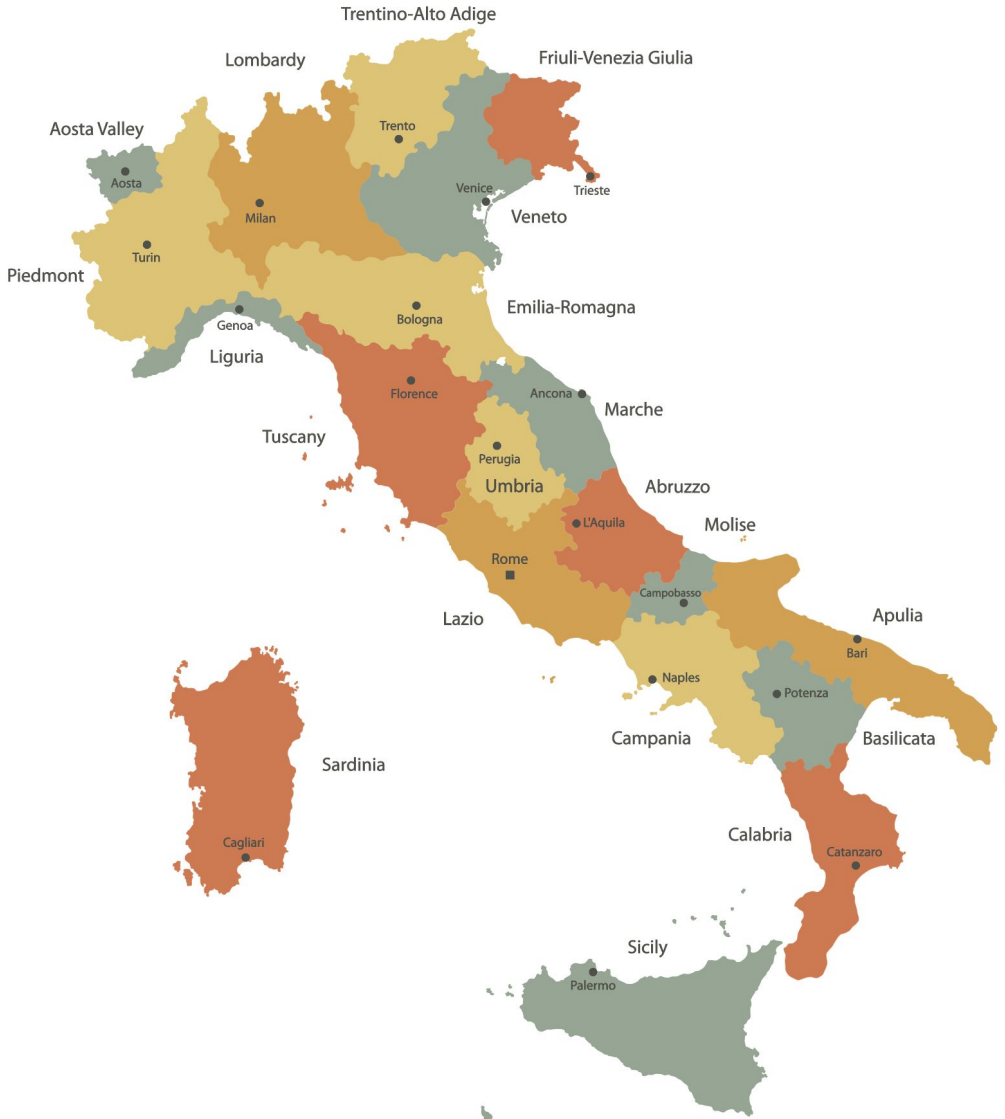 Trentino-Alto Adige
Lombardy
Friuli-Venezia Giulia
Aosta Valley
Trento
Aosta
Venice
Trieste
Milan
Veneto
Turin
Piedmont
Emilia-Romagna
Genoa
Bologna
Liguria
Florence
Ancona
Marche
Tuscany
Perugia
Umbria
Abruzzo
L'Aquila
Molise
Rome
Campobasso
Lazio
Apulia
Bari
Naples
Potenza
Campania
Basilicata
Sardinia
Calabria
Cagliari
Catanzaro
Sicily
Palermo